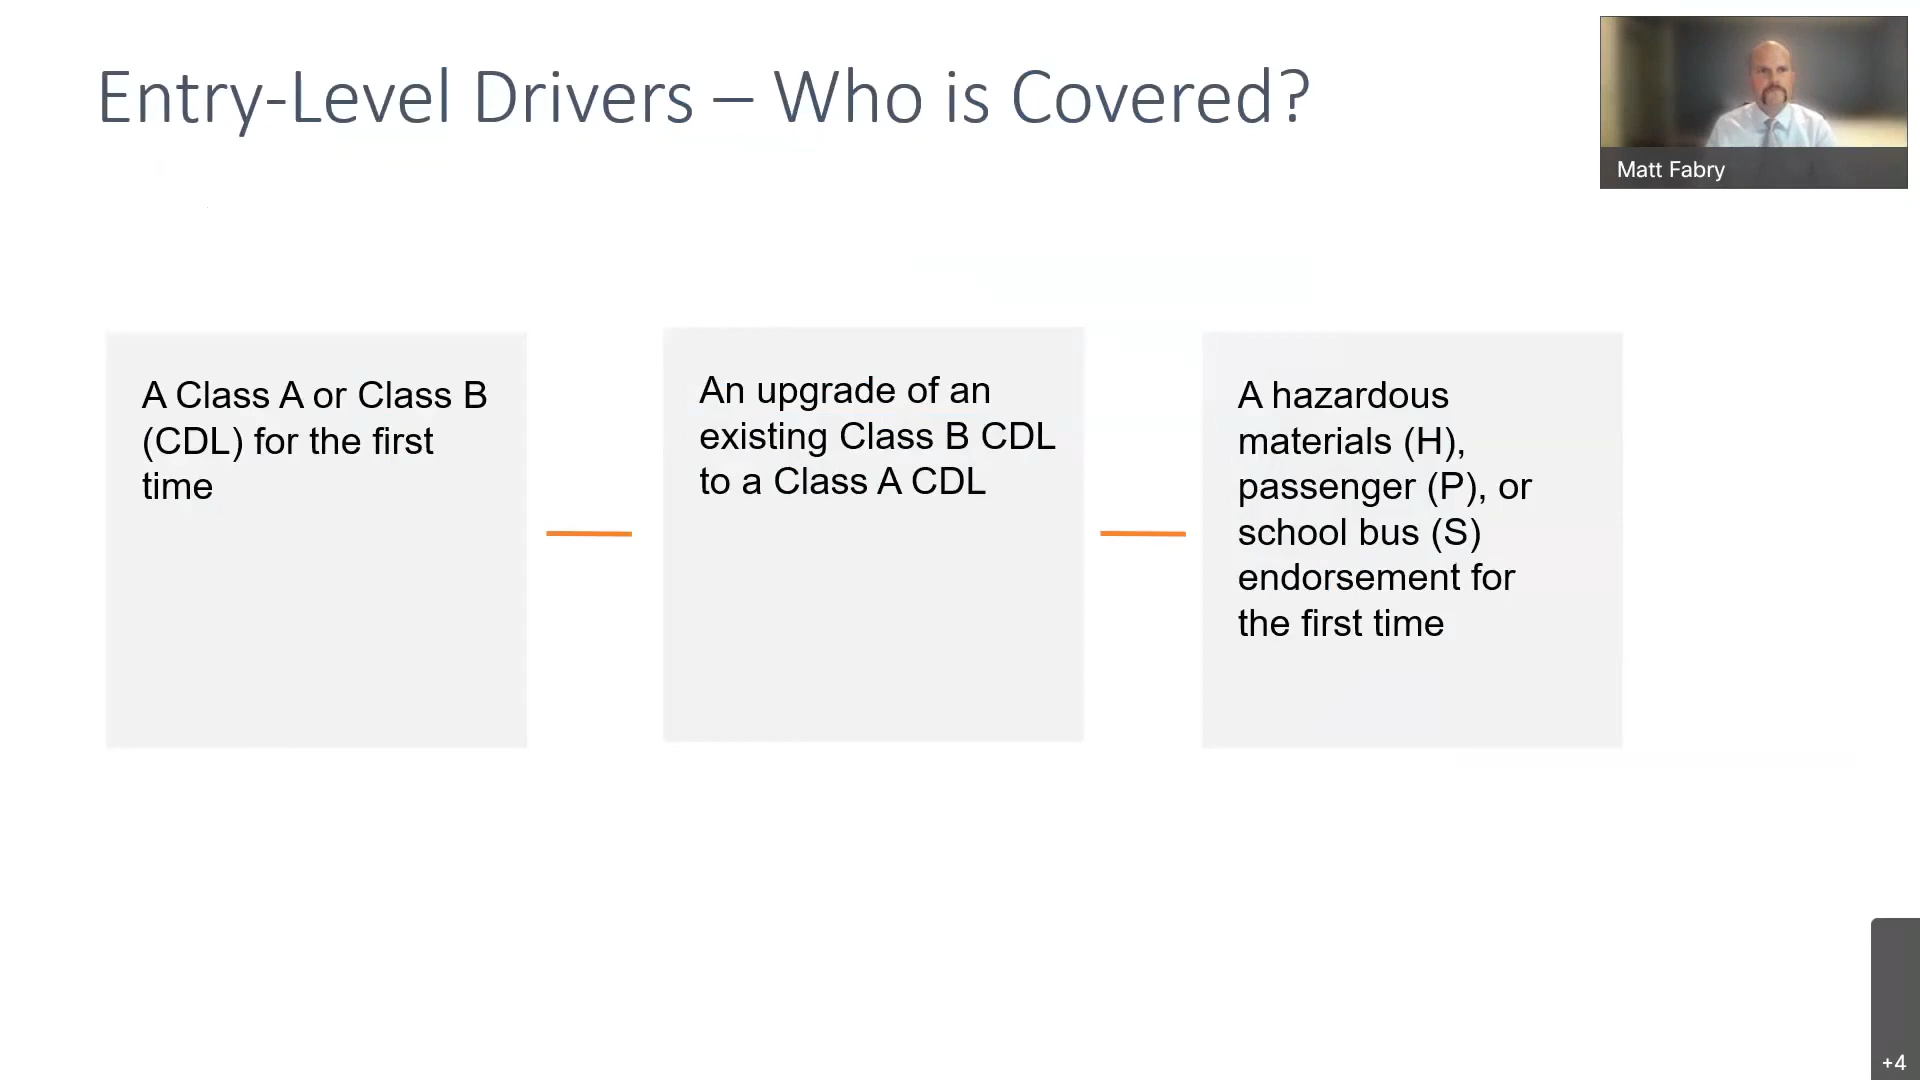 Entry-Level Drivers – Who is Covered?
Matt Fabry
A Class A or Class B
(CDL) for the first
time
An upgrade of an
existing Class B CDL
to a Class A CDL
A hazardous
materials (H),
passenger (P), or
school bus (S)
endorsement for
the first time
+4